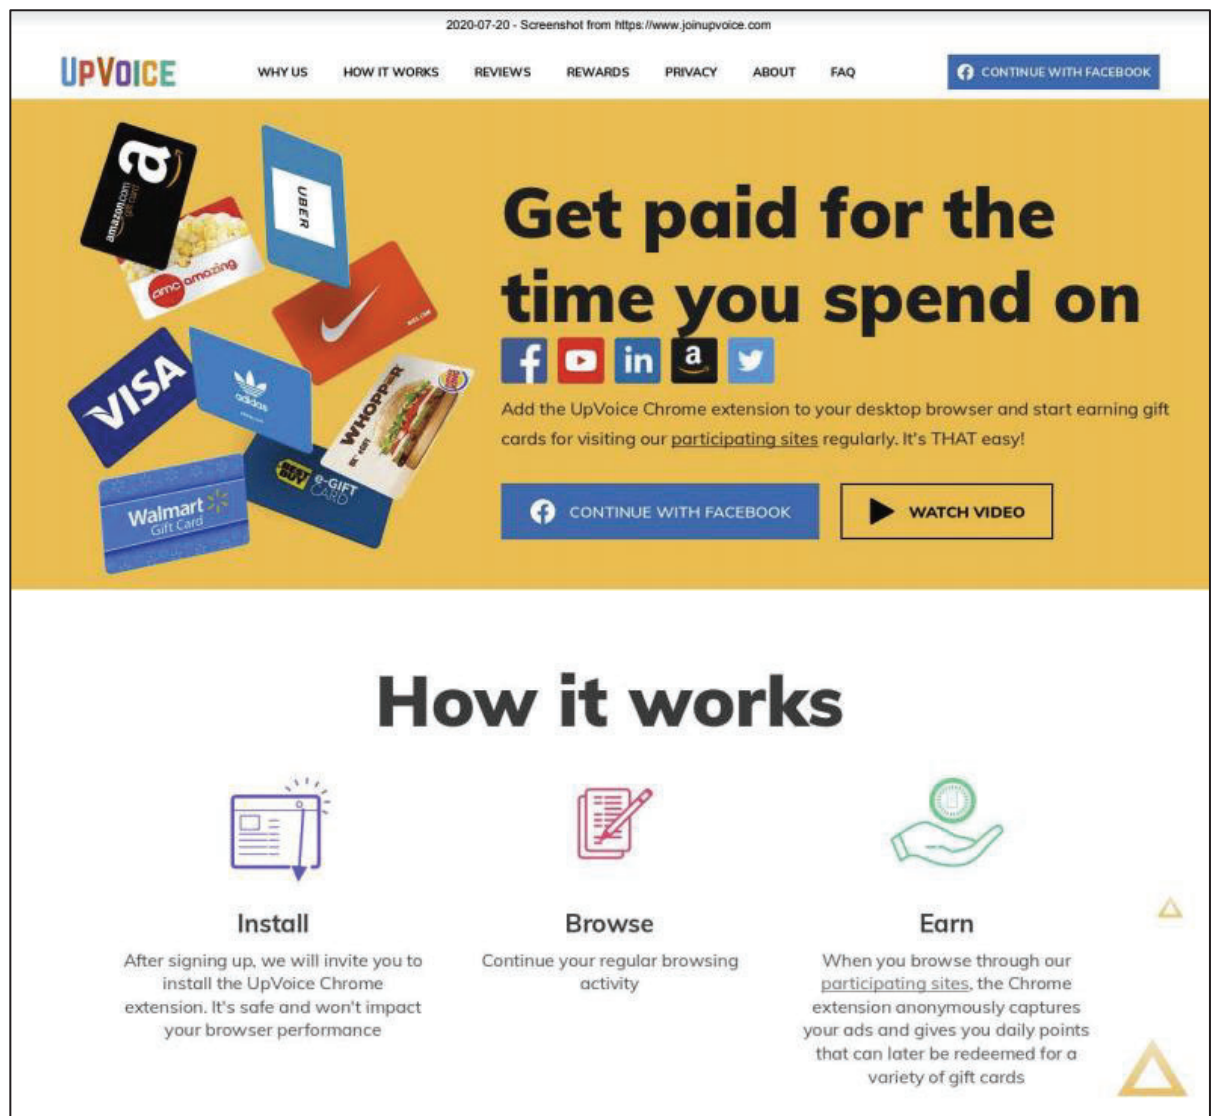 2020-07-20 - Screenshot from https://www.joinupvoice.com
UPVOICE
WHY US HOW IT WORKS REVIEWS REWARDS PRIVACY ABOUT FAQ
CONTINUE WITH FACEBOOK
a
amazon.com
gift card
UBER
amc amazing
VISA
adidas
WHOPPER
BEST BUY e-GIFT CARD
Walmart
Gift Card
Get paid for the
time you spend on
f in a
Add the UpVoice Chrome extension to your desktop browser and start earning gift
cards for visiting our participating sites regularly. It's THAT easy!
CONTINUE WITH FACEBOOK
WATCH VIDEO
How it works
Install
After signing up, we will invite you to
install the UpVoice Chrome
extension. It's safe and won't impact
your browser performance
Browse
Continue your regular browsing
activity
Earn
When you browse through our
participating sites, the Chrome
extension anonymously captures
your ads and gives you daily points
that can later be redeemed for a
variety of gift cards